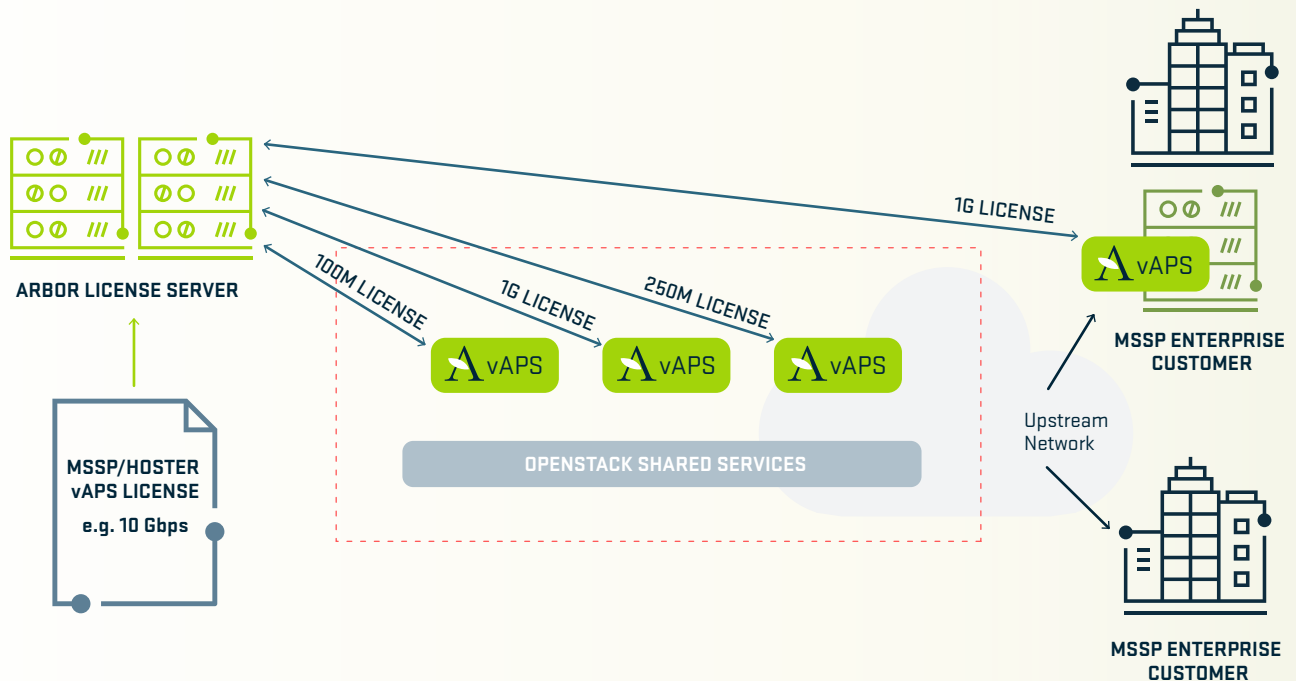 1G LICENSE
vAPS
MSSP ENTERPRISE
CUSTOMER
ARBOR LICENSE SERVER
100M LICENSE
1G LICENSE
250M LICENSE
vAPS
vAPS
vAPS
Upstream
Network
OPENSTACK SHARED SERVICES
MSSP/HOSTER
vAPS LICENSE
e.g. 10 Gbps
MSSP ENTERPRISE
CUSTOMER